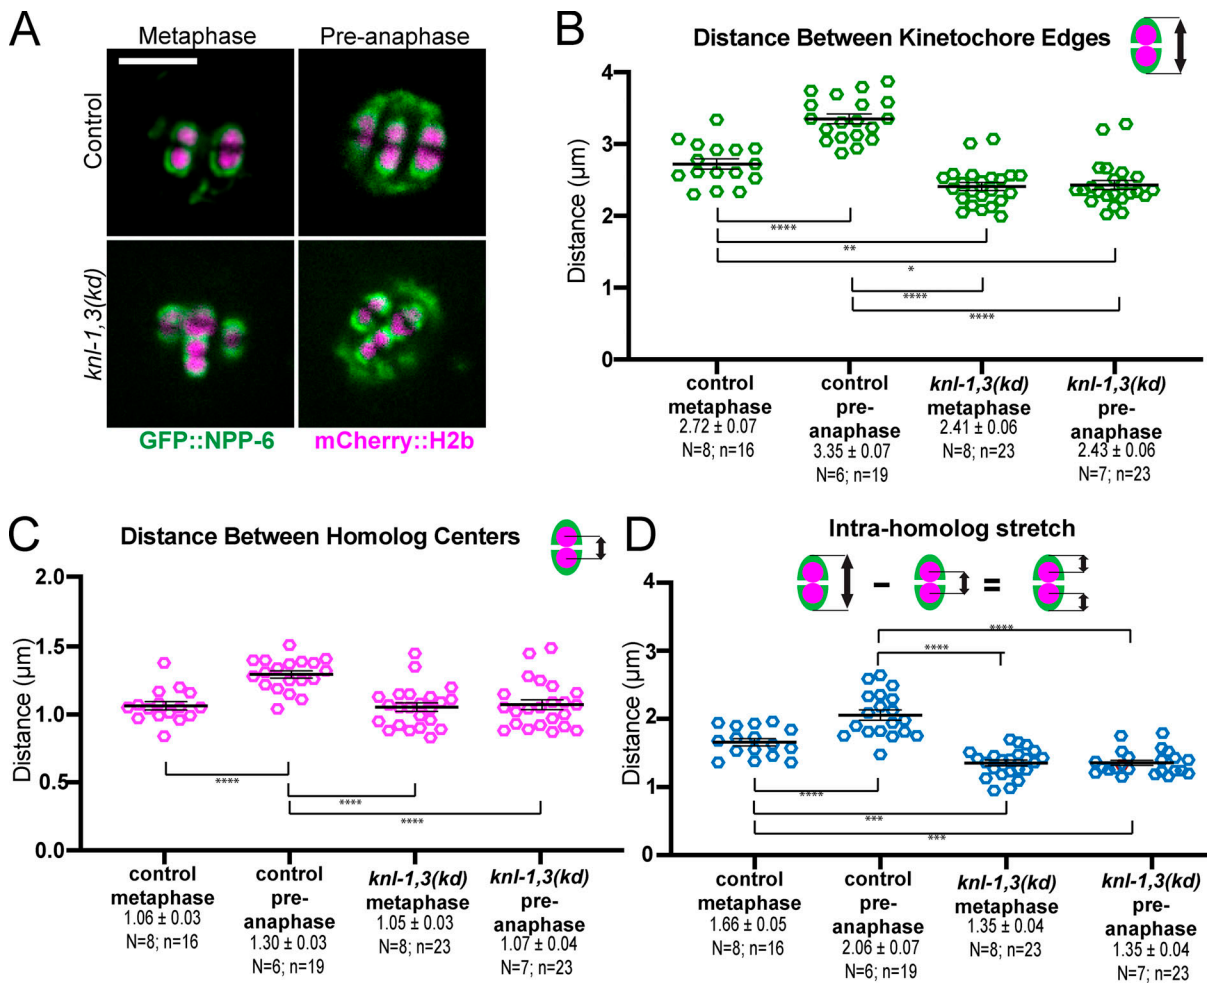 A
Metaphase
Pre-anaphase
Control
knl-1,3(kd)
GFP::NPP-6
mCherry::H2b
B
Distance Between Kinetochore Edges
Distance (µm)
4
3
2
1
0
****
**
*
****
****
control
metaphase
2.72 ± 0.07
N=8; n=16
control
pre-
anaphase
3.35 ± 0.07
N=6; n=19
knl-1,3(kd)
metaphase
2.41 ± 0.06
N=8; n=23
knl-1,3(kd)
pre-
anaphase
2.43 ± 0.06
N=7; n=23
C
Distance Between Homolog Centers
Distance (µm)
2.0
1.5
1.0
0.5
0.0
****
****
****
control
metaphase
1.06 ± 0.03
N=8; n=16
control
pre-
anaphase
1.30 ± 0.03
N=6; n=19
knl-1,3(kd)
metaphase
1.05 ± 0.03
N=8; n=23
knl-1,3(kd)
pre-
anaphase
1.07 ± 0.04
N=7; n=23
D
Intra-homolog stretch
- =
Distance (µm)
4
3
2
1
0
****
****
****
***
***
control
metaphase
1.66 ± 0.05
N=8; n=16
control
pre-
anaphase
2.06 ± 0.07
N=6; n=19
knl-1,3(kd)
metaphase
1.35 ± 0.04
N=8; n=23
knl-1,3(kd)
pre-
anaphase
1.35 ± 0.04
N=7; n=23